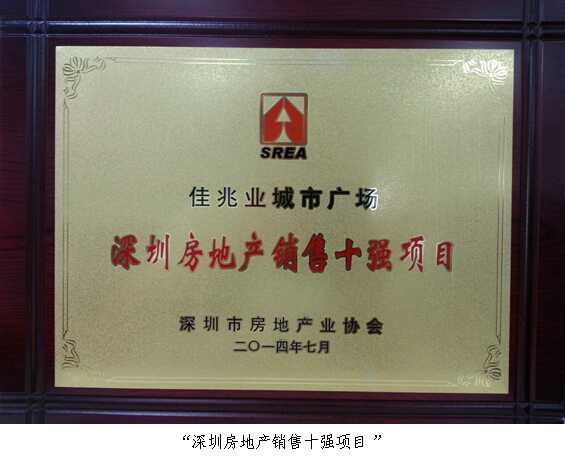 SREA
佳兆业城市广场
深圳房地产销售十强项目
深圳市房地产业协会
二〇一四年七月
“深圳房地产销售十强项目 ”